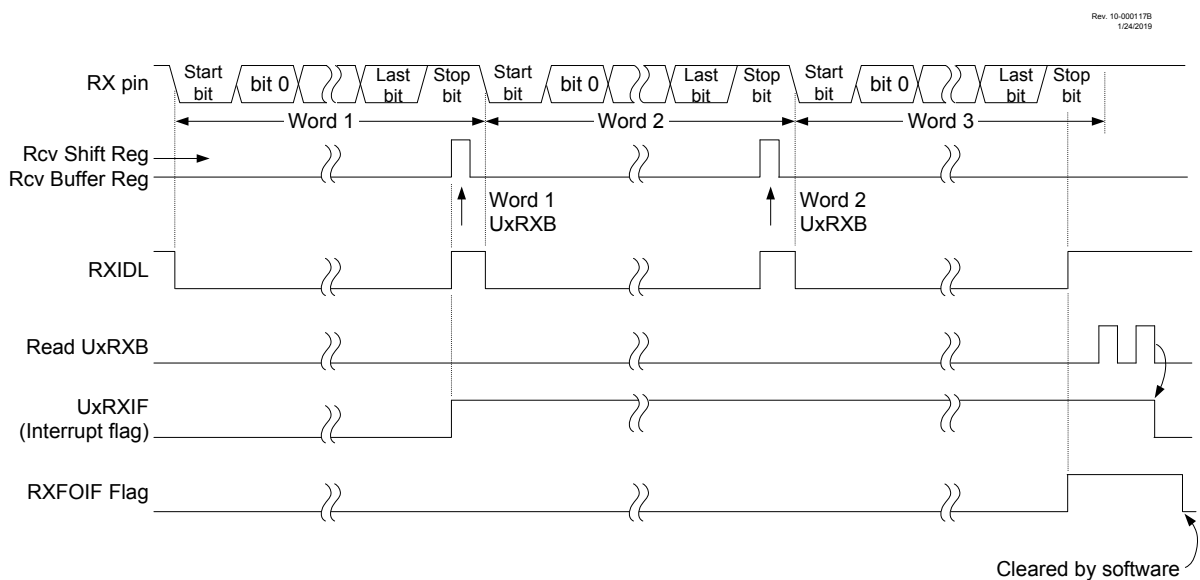 Rev. 10-000117B
1/24/2019
RX pin
Start bit
bit 0
Last bit
Stop bit
Start bit
bit 0
Last bit
Stop bit
Start bit
bit 0
Last bit
Stop bit
Word 1
Word 2
Word 3
Rcv Shift Reg
Rcv Buffer Reg
Word 1
UxRXB
Word 2
UxRXB
RXIDL
Read UxRXB
UxRXIF
(Interrupt flag)
RXFOIF Flag
Cleared by software